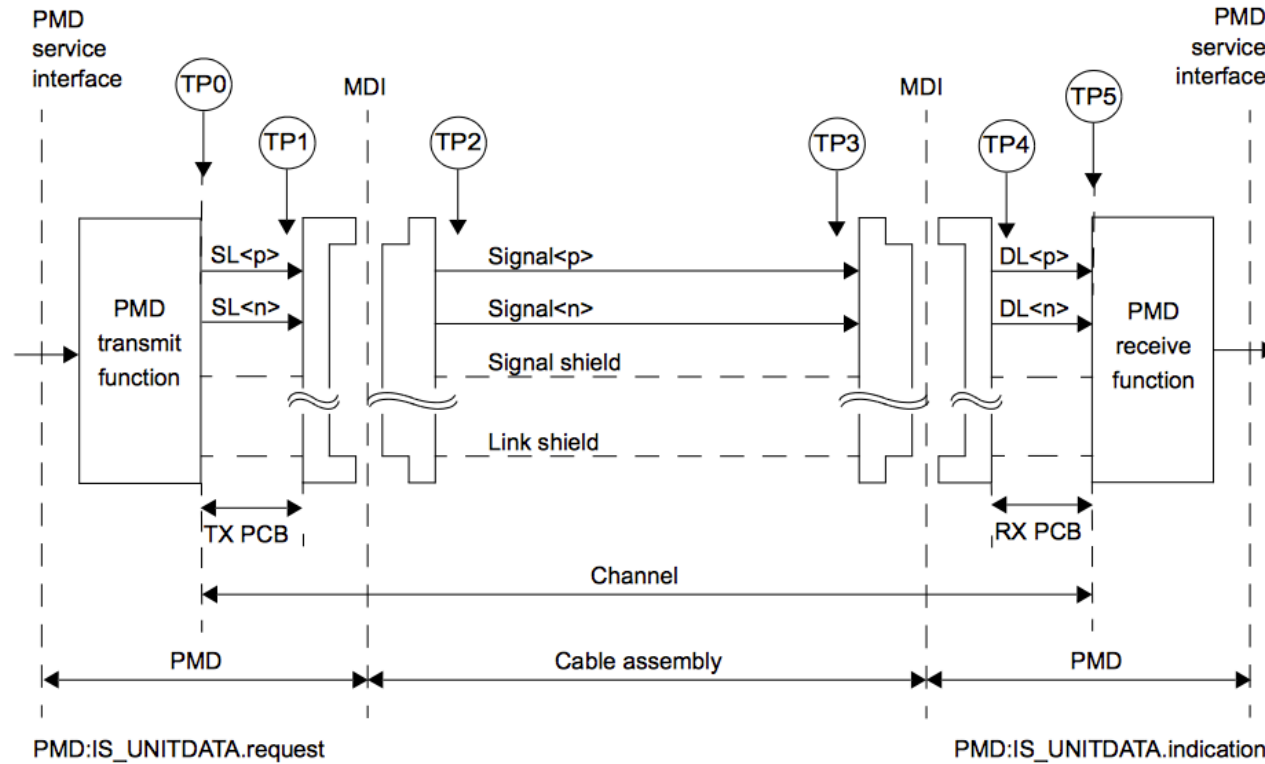 PMD
service
interface
PMD
service
interface
TP0
TP5
MDI
MDI
TP1
TP2
TP3
TP4
SL<p>
Signal<p>
DL<p>
SL<n>
Signal<n>
DL<n>
PMD
transmit
function
PMD
receive
function
Signal shield
Link shield
TX PCB
RX PCB
Channel
PMD
Cable assembly
PMD
PMD:IS_UNITDATA.request
PMD:IS_UNITDATA.indication